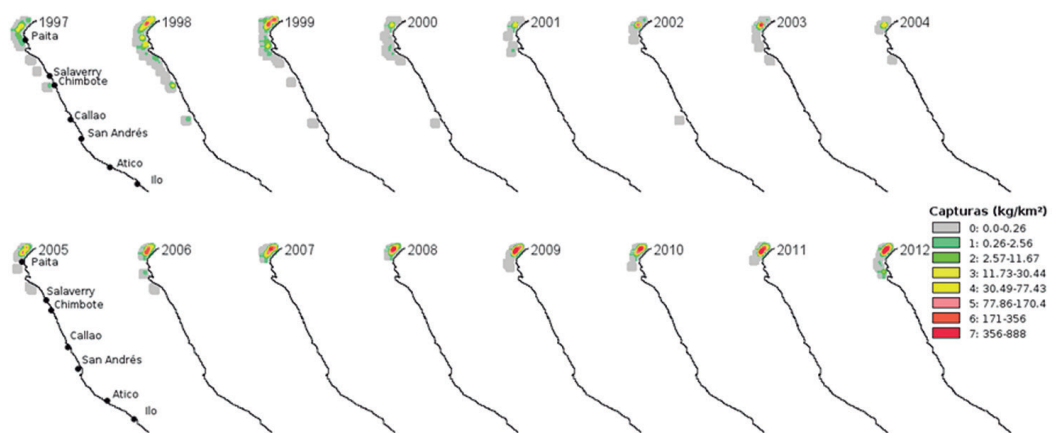 1997
1998
1999
2000
2001
2002
2003
2004
Paita
Salaverry
Chimbote
Callao
San Andrés
Atico
Ilo
2005
2006
2007
2008
2009
2010
2011
2012
Paita
Salaverry
Chimbote
Callao
San Andrés
Atico
Ilo
Capturas (kg/km²)
0: 0.0-0.26
1: 0.26-2.56
2: 2.57-11.67
3: 11.73-30.44
4: 30.49-77.43
5: 77.86-170.4
6: 171-356
7: 356-888